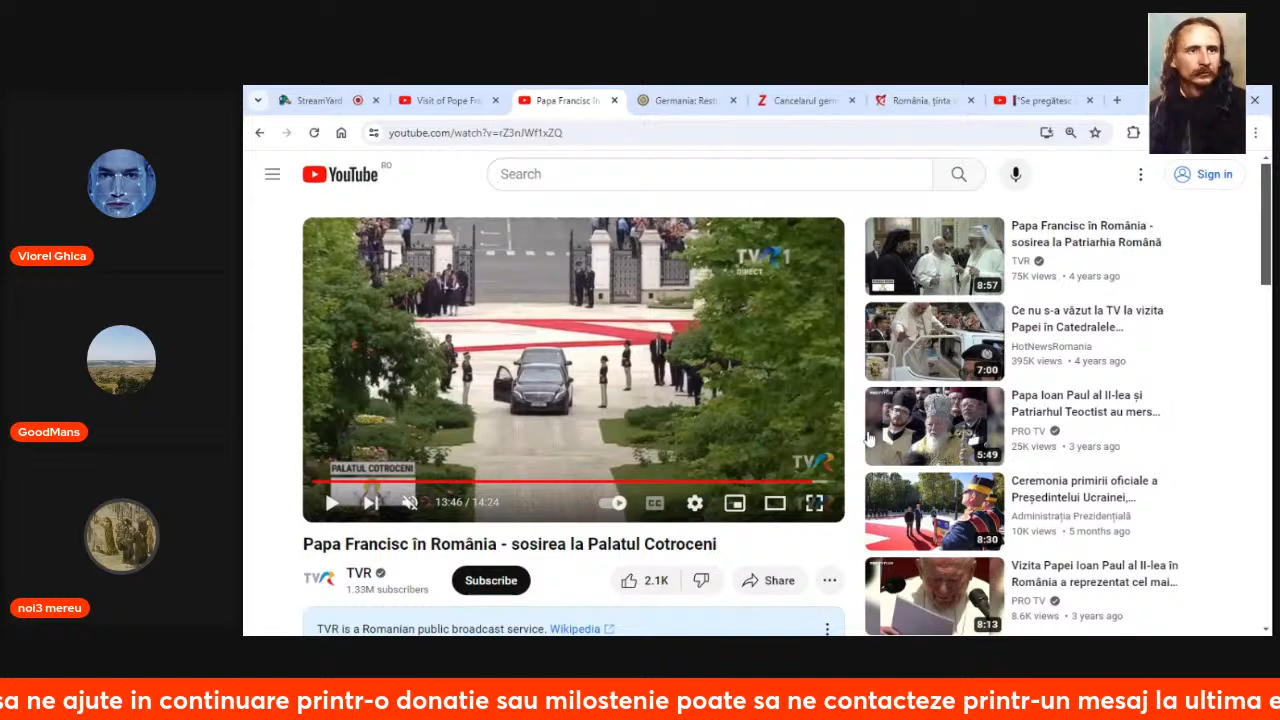 StreamYard
Visit of Pope Fr
Papa Francisc în
Germania: Rest
Cancelarul gerr
România, ținta
"Se pregătesc
youtube.com/watch?v=rZ3nJWf1xZQ
YouTube RO
Search
Sign in
TVR 1
DIRECT
PALATUL COTROCENI
TVR
13:46 / 14:24
CC
Papa Francisc în România - sosirea la Palatul Cotroceni
TVR
TVR
1.33M subscribers
Subscribe
2.1K
Share
TVR is a Romanian public broadcast service. Wikipedia
8:57
Papa Francisc în România -
sosirea la Patriarhia Română
TVR
75K views • 4 years ago
7:00
Ce nu s-a văzut la TV la vizita
Papei în Catedralele...
HotNewsRomania
395K views • 4 years ago
5:49
Papa Ioan Paul al II-lea și
Patriarhul Teoctist au mers...
PRO TV
25K views • 3 years ago
8:30
Ceremonia primirii oficiale a
Președintelui Ucrainei,...
Administrația Prezidențială
10K views • 5 months ago
8:13
Vizita Papei Ioan Paul al II-lea în
România a reprezentat cel mai...
PRO TV
8.6K views • 3 years ago
Viorel Ghica
GoodMans
noi3 mereu
sa ne ajute in continuare printr-o donatie sau milostenie poate sa ne contacteze printr-un mesaj la ultima e